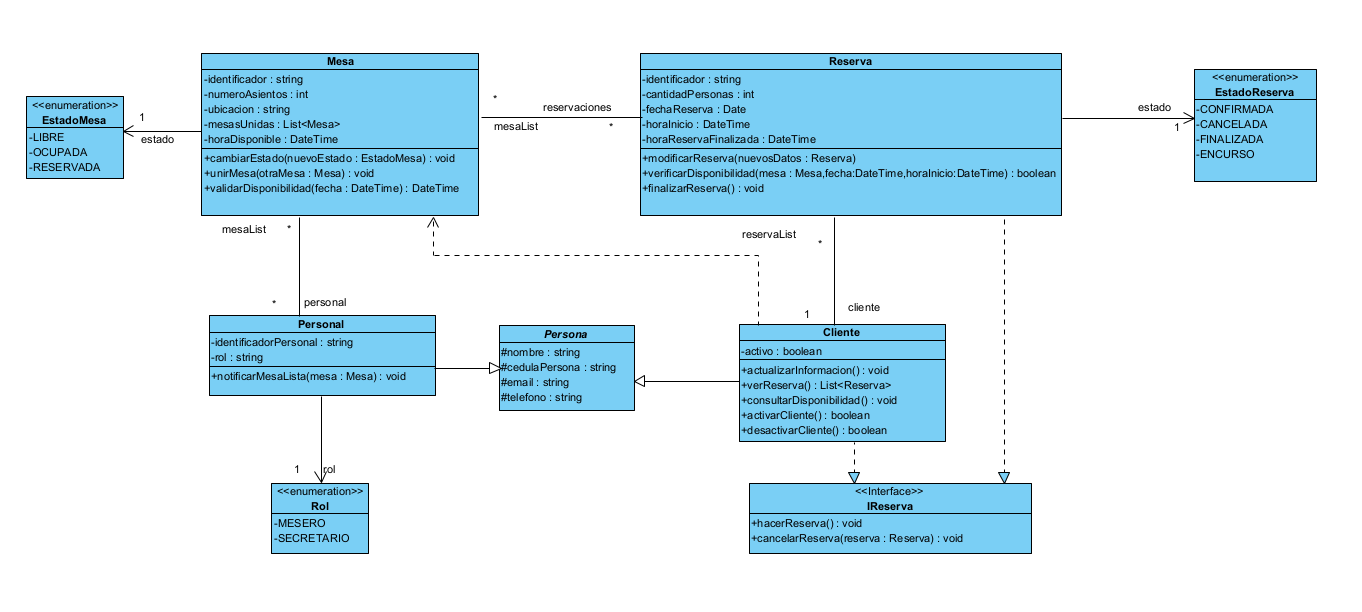 <<enumeration>>
EstadoMesa
-LIBRE
-OCUPADA
-RESERVADA
1
estado
Mesa
-identificador : string
-numeroAsientos : int
-ubicacion : string
-mesasUnidas : List<Mesa>
-horaDisponible : DateTime
+cambiarEstado(nuevoEstado : EstadoMesa) : void
+unirMesa(otraMesa : Mesa) : void
+validarDisponibilidad(fecha : DateTime) : DateTime
*
reservaciones
mesaList
*
Reserva
-identificador : string
-cantidadPersonas : int
-fechaReserva : Date
-horaInicio : DateTime
-horaReservaFinalizada : DateTime
+modificarReserva(nuevosDatos : Reserva)
+verificarDisponibilidad(mesa : Mesa,fecha:DateTime,horaInicio:DateTime) : boolean
+finalizarReserva() : void
estado
1
<<enumeration>>
EstadoReserva
-CONFIRMADA
-CANCELADA
-FINALIZADA
-ENCURSO
mesaList
*
*
personal
reservaList
*
cliente
1
Personal
-identificadorPersonal : string
-rol : string
+notificarMesaLista(mesa : Mesa) : void
Persona
#nombre : string
#cedulaPersona : string
#email : string
#telefono : string
Cliente
-activo : boolean
+actualizarInformacion() : void
+verReserva() : List<Reserva>
+consultarDisponibilidad() : void
+activarCliente() : boolean
+desactivarCliente() : boolean
1
rol
<<enumeration>>
Rol
-MESERO
-SECRETARIO
<<Interface>>
IReserva
+hacerReserva() : void
+cancelarReserva(reserva : Reserva) : void